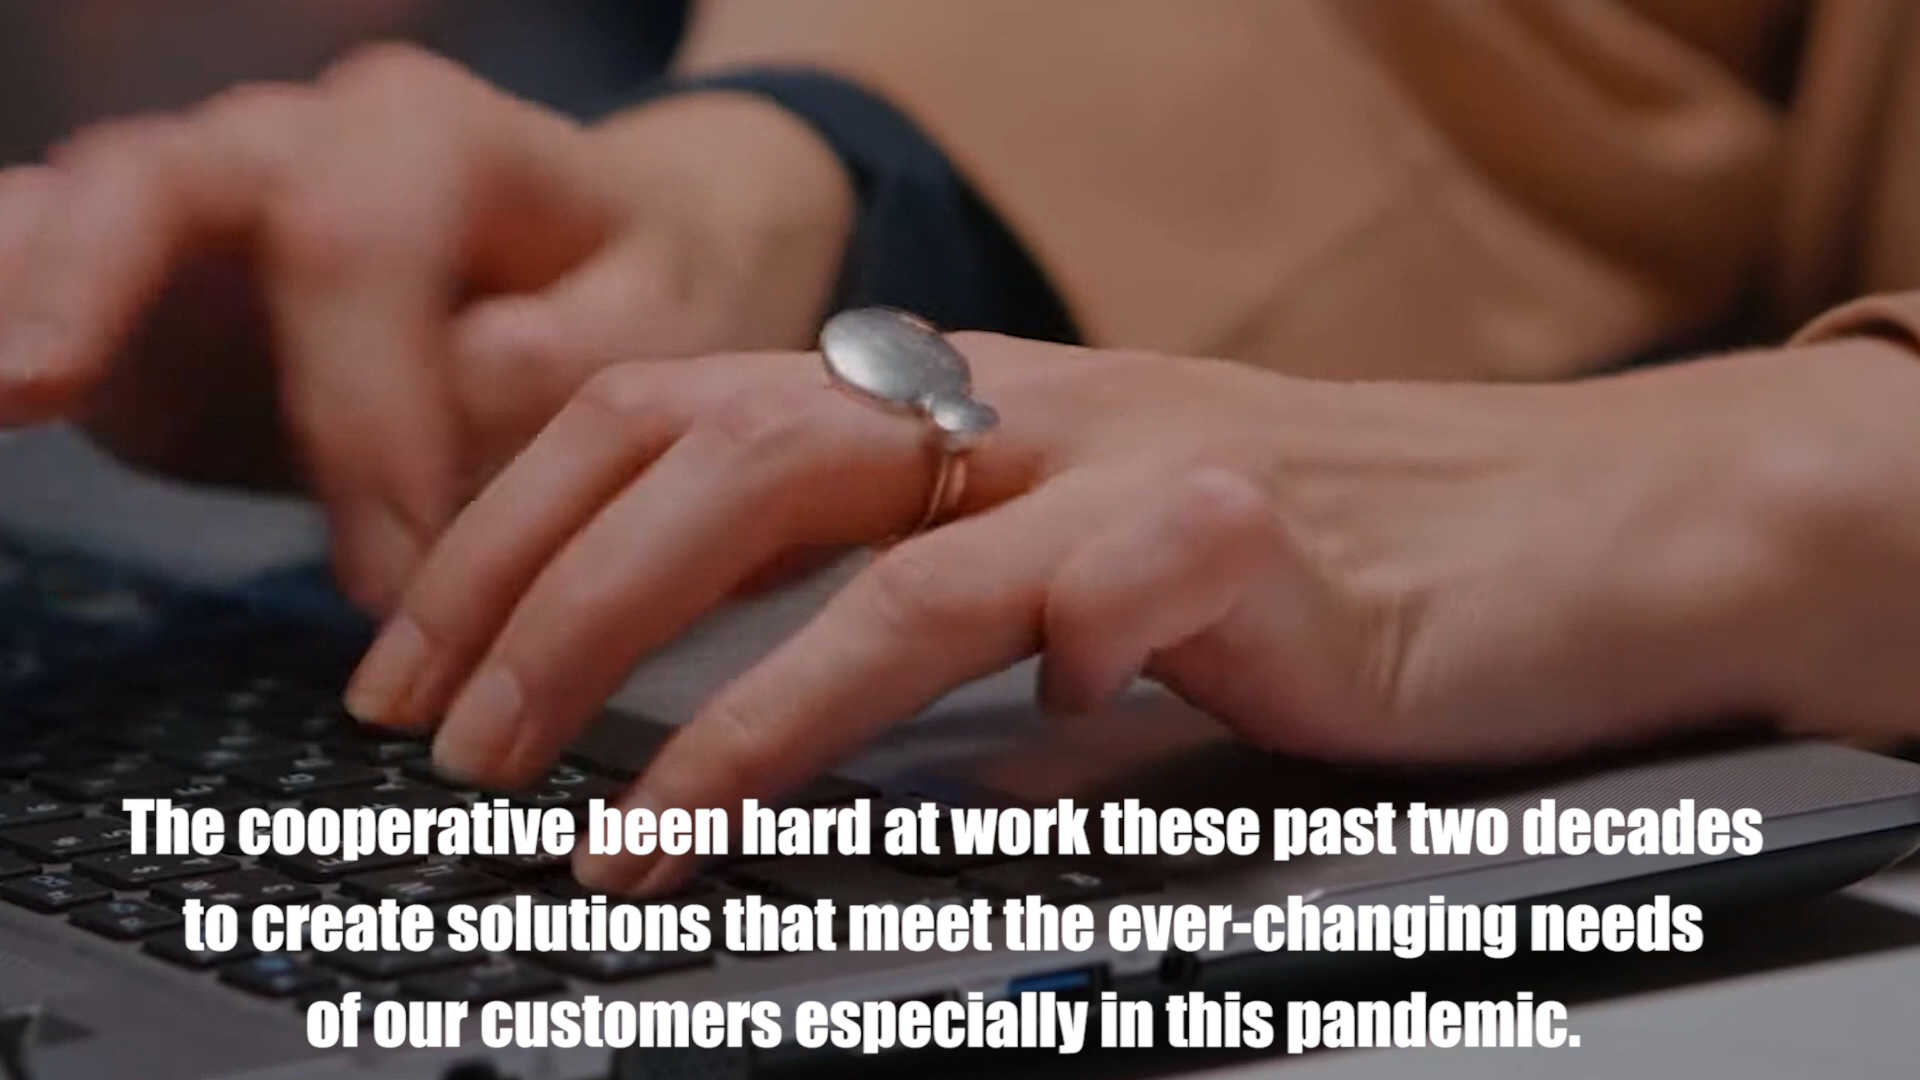 The cooperative been hard at work these past two decades
to create solutions that meet the ever-changing needs
of our customers especially in this pandemic.